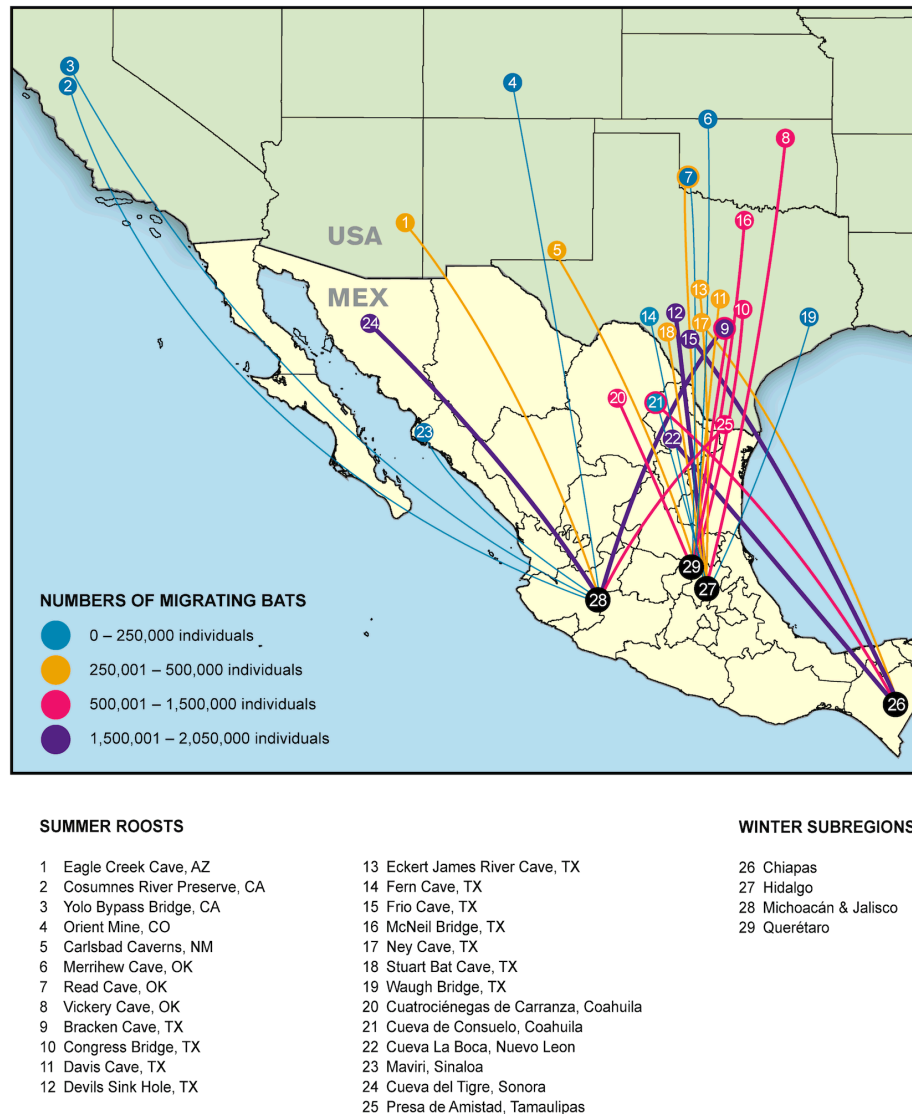 3
2
4
6
8
7
16
1
5
USA
MEX
13
11
12
10
14
17
19
24
18
15
9
20
21
25
23
22
29
27
28
26
NUMBERS OF MIGRATING BATS
0 – 250,000 individuals
250,001 – 500,000 individuals
500,001 – 1,500,000 individuals
1,500,001 – 2,050,000 individuals
SUMMER ROOSTS
1 Eagle Creek Cave, AZ
2 Cosumnes River Preserve, CA
3 Yolo Bypass Bridge, CA
4 Orient Mine, CO
5 Carlsbad Caverns, NM
6 Merrihew Cave, OK
7 Read Cave, OK
8 Vickery Cave, OK
9 Bracken Cave, TX
10 Congress Bridge, TX
11 Davis Cave, TX
12 Devils Sink Hole, TX
13 Eckert James River Cave, TX
14 Fern Cave, TX
15 Frio Cave, TX
16 McNeil Bridge, TX
17 Ney Cave, TX
18 Stuart Bat Cave, TX
19 Waugh Bridge, TX
20 Cuatrociénegas de Carranza, Coahuila
21 Cueva de Consuelo, Coahuila
22 Cueva La Boca, Nuevo Leon
23 Maviri, Sinaloa
24 Cueva del Tigre, Sonora
25 Presa de Amistad, Tamaulipas
WINTER SUBREGIONS
26 Chiapas
27 Hidalgo
28 Michoacán & Jalisco
29 Querétaro